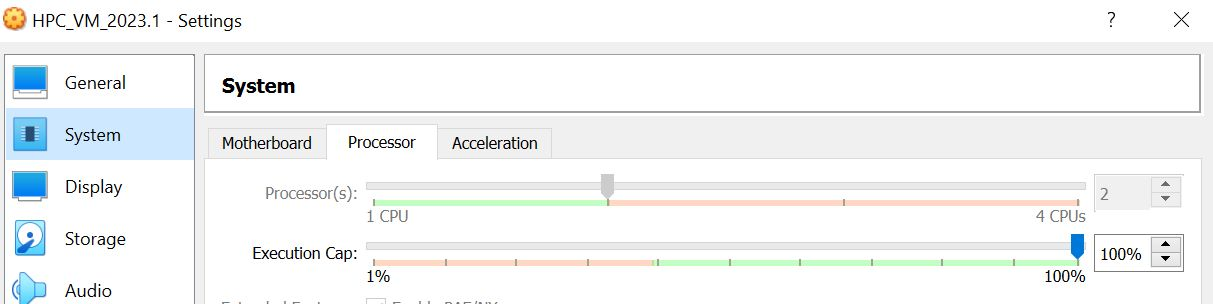 HPC_VM_2023.1 - Settings ?
General
System
Display
Storage
Audio
System
Motherboard Processor Acceleration
Processor(s): 2
1 CPU 4 CPUs
Execution Cap: 100%
1% 100%